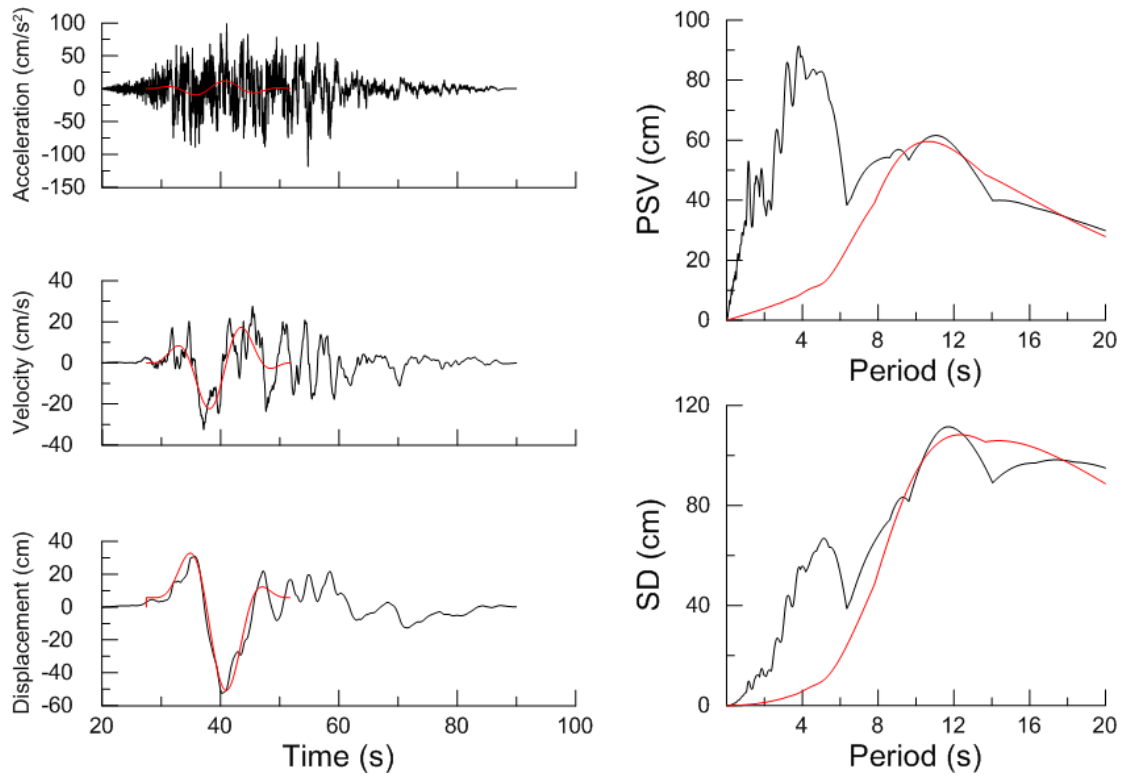 Acceleration (cm/s²)
100
50
0
-50
-100
-150
Velocity (cm/s)
40
20
0
-20
-40
Displacement (cm)
40
20
0
-20
-40
-60
20 40 60 80 100
Time (s)
PSV (cm)
100
80
60
40
20
0
4 8 12 16 20
Period (s)
SD (cm)
120
80
40
0
4 8 12 16 20
Period (s)